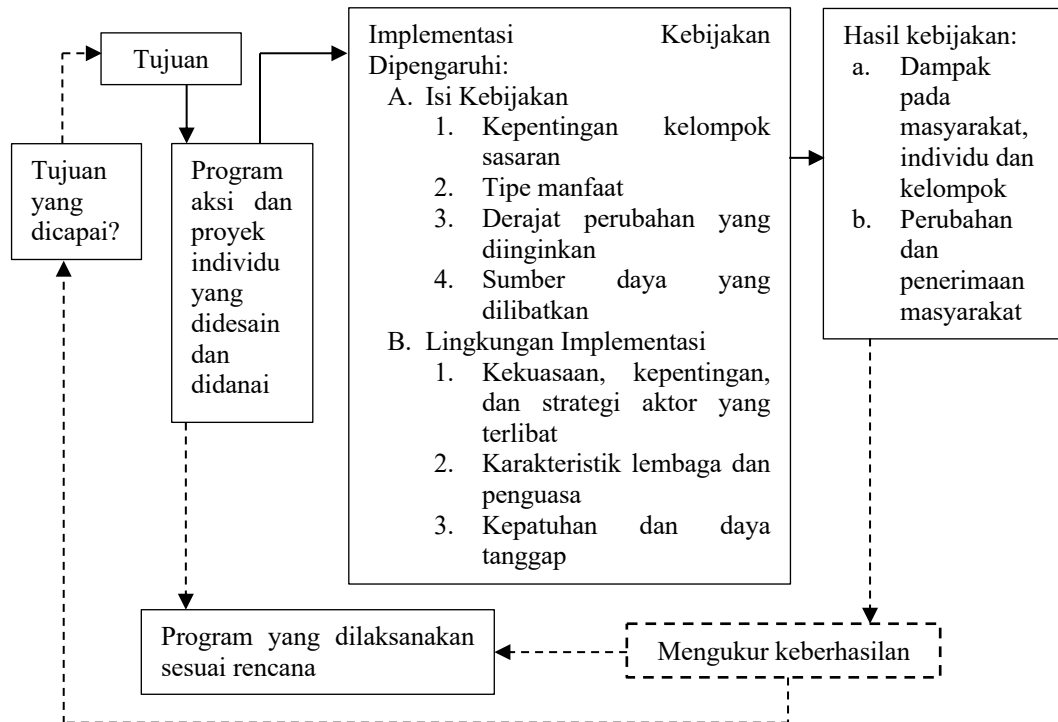 Tujuan
Tujuan
yang
dicapai?
Program
aksi dan
proyek
individu
yang
didesain
dan
didanai
Implementasi Kebijakan
Dipengaruhi:
A. Isi Kebijakan
1. Kepentingan kelompok
sasaran
2. Tipe manfaat
3. Derajat perubahan yang
diinginkan
4. Sumber daya yang
dilibatkan
B. Lingkungan Implementasi
1. Kekuasaan, kepentingan,
dan strategi aktor yang
terlibat
2. Karakteristik lembaga dan
penguasa
3. Kepatuhan dan daya
tanggap
Hasil kebijakan:
a. Dampak
pada
masyarakat,
individu dan
kelompok
b. Perubahan
dan
penerimaan
masyarakat
Program yang dilaksanakan
sesuai rencana
Mengukur keberhasilan